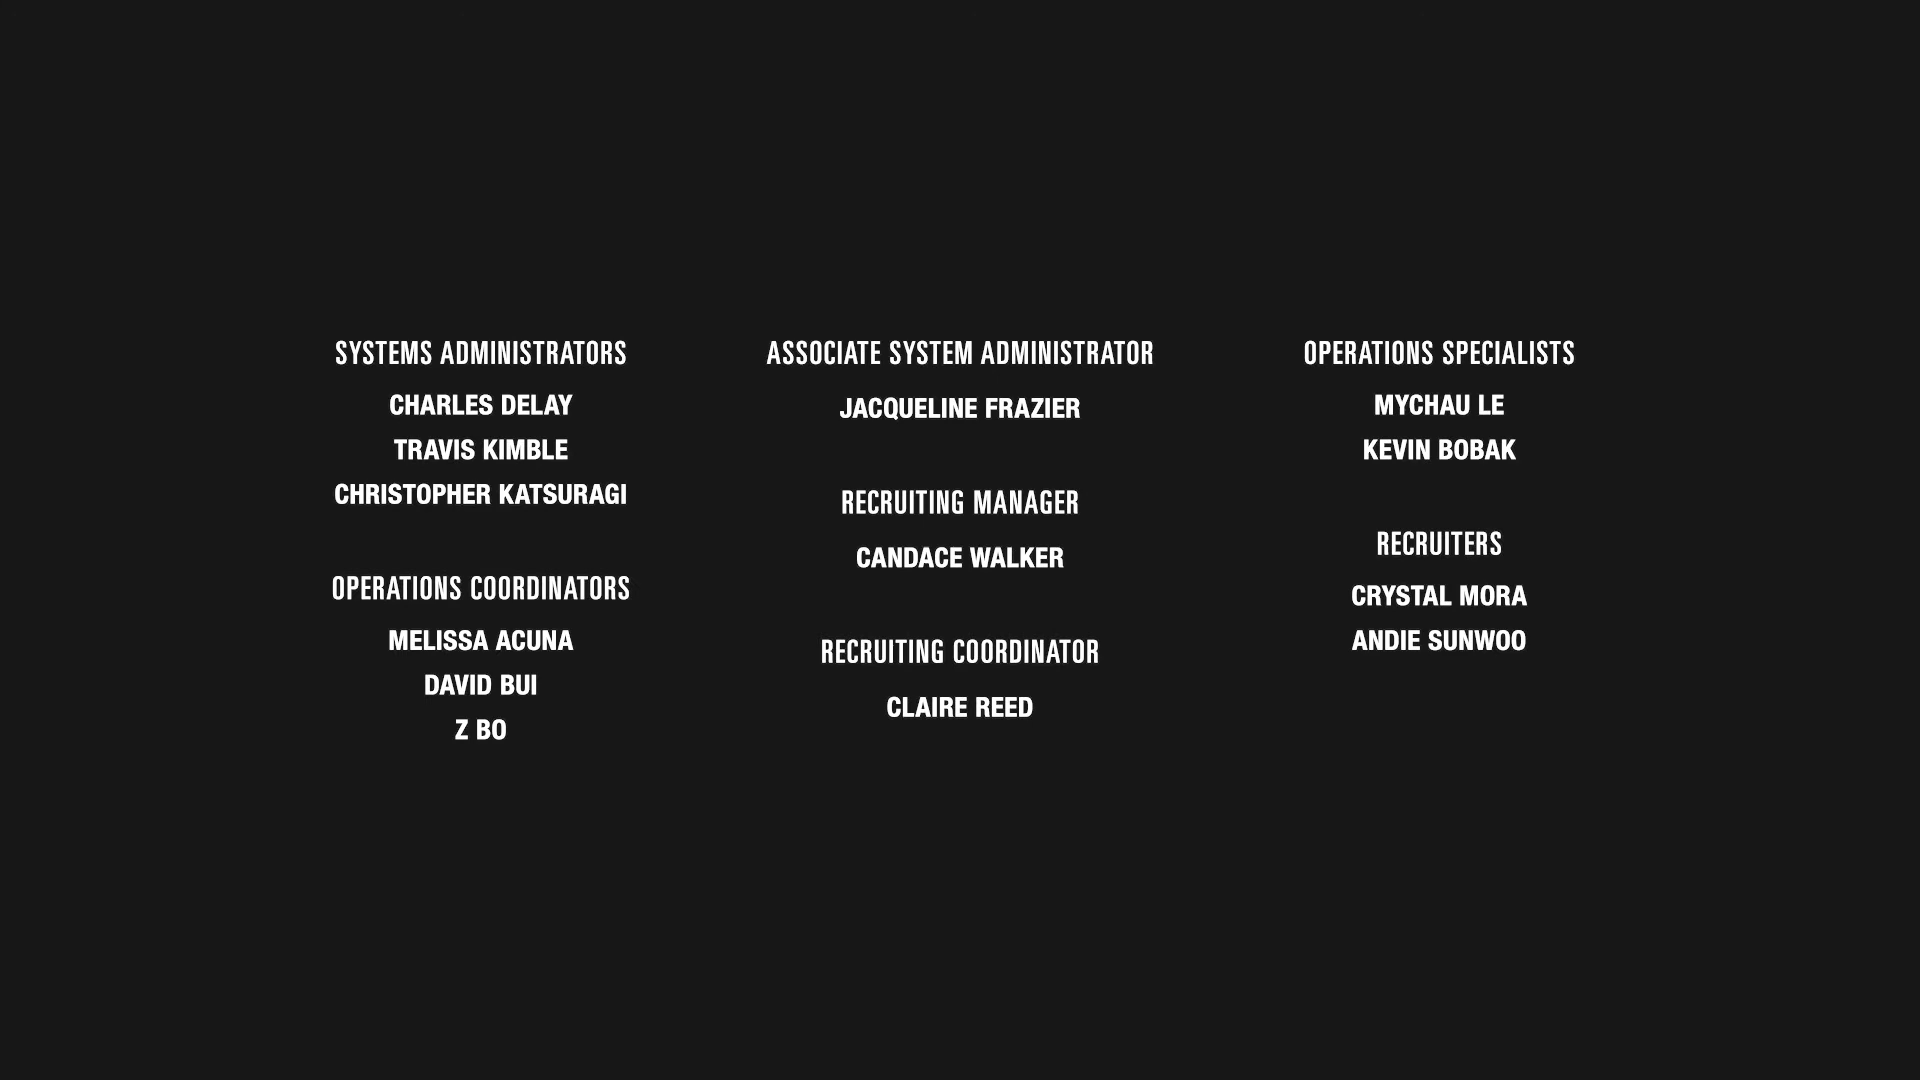 SYSTEMS ADMINISTRATORS
CHARLES DELAY
TRAVIS KIMBLE
CHRISTOPHER KATSURAGI
OPERATIONS COORDINATORS
MELISSA ACUNA
DAVID BUI
Z BO
ASSOCIATE SYSTEM ADMINISTRATOR
JACQUELINE FRAZIER
RECRUITING MANAGER
CANDACE WALKER
RECRUITING COORDINATOR
CLAIRE REED
OPERATIONS SPECIALISTS
MYCHAU LE
KEVIN BOBAK
RECRUITERS
CRYSTAL MORA
ANDIE SUNWOO